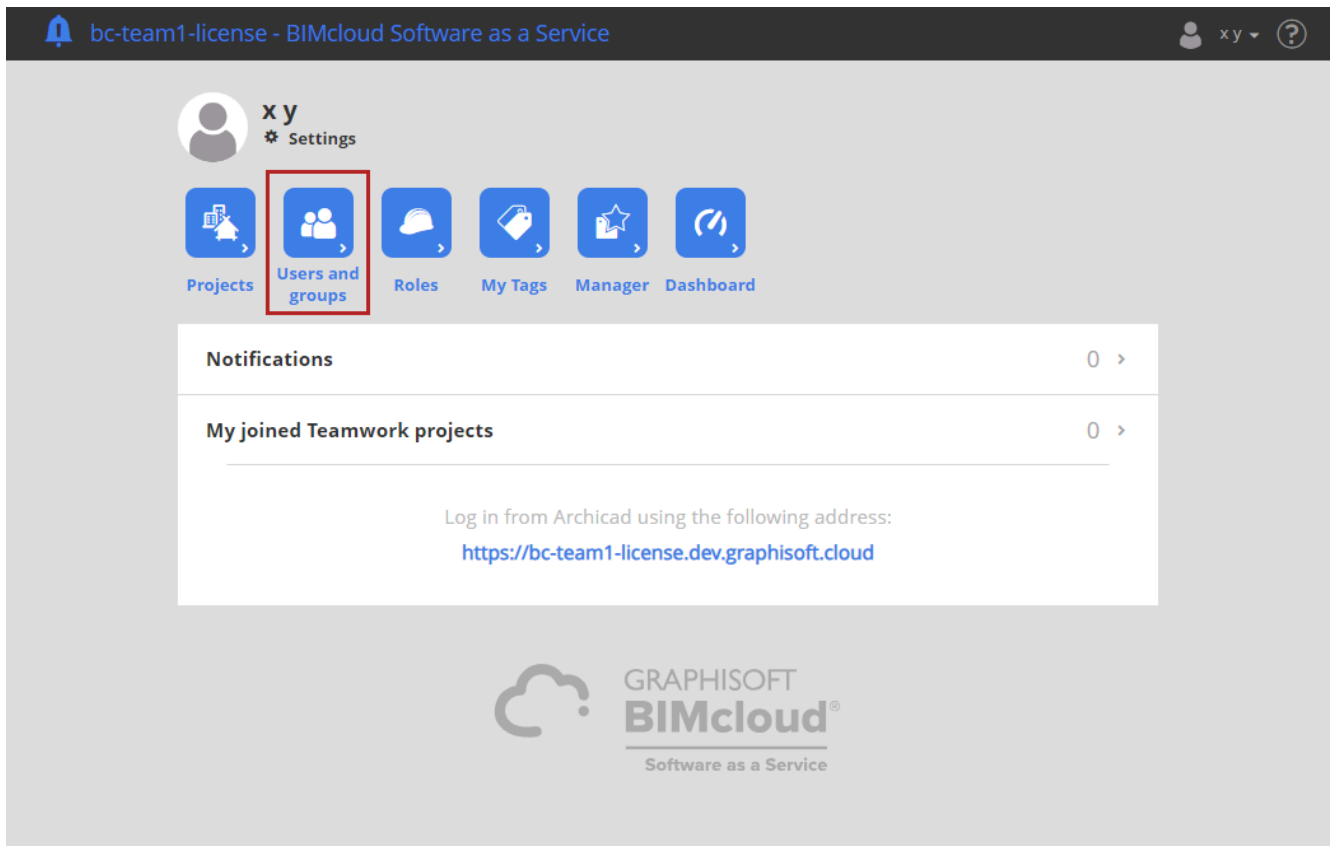 bc-team1-license - BIMcloud Software as a Service
x y
?
x y
Settings
Projects
Users and
groups
Roles
My Tags
Manager
Dashboard
Notifications
0
My joined Teamwork projects
0
Log in from Archicad using the following address:
https://bc-team1-license.dev.graphisoft.cloud
GRAPHISOFT
BIMcloud®
Software as a Service